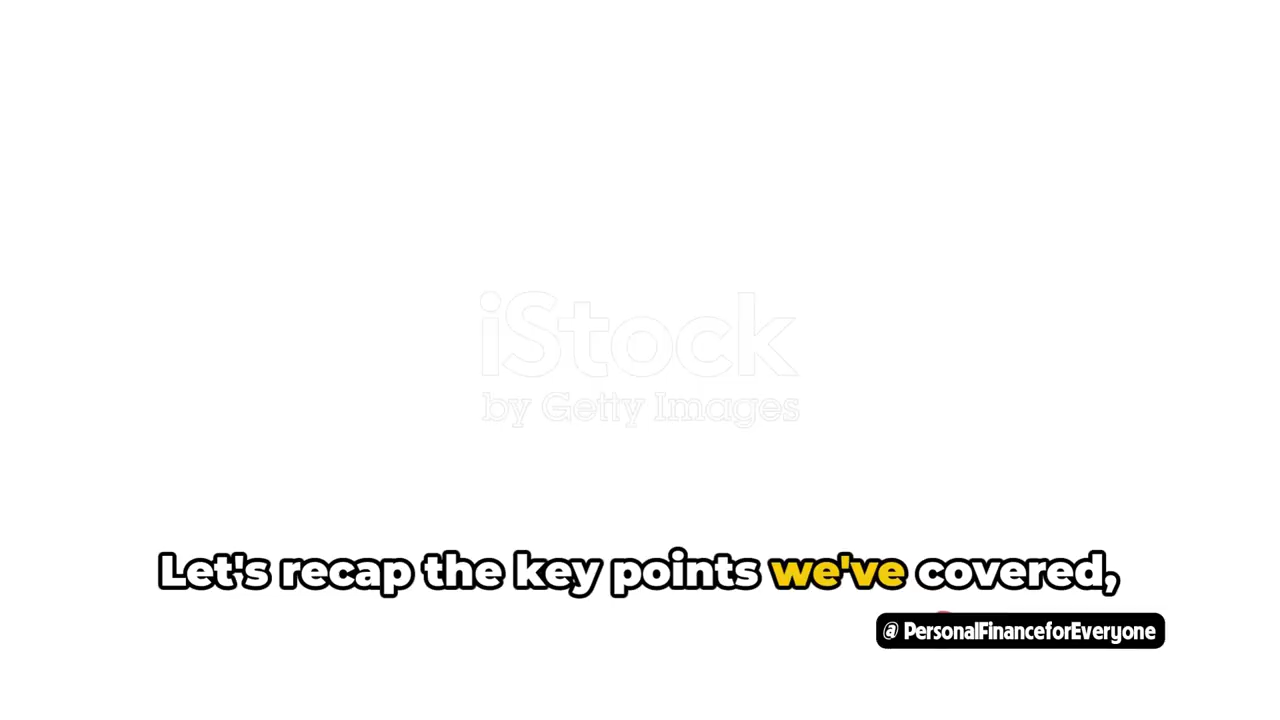 iStock
by Getty Images
Let's recap the key points we've covered,
@ PersonalFinanceforEveryone